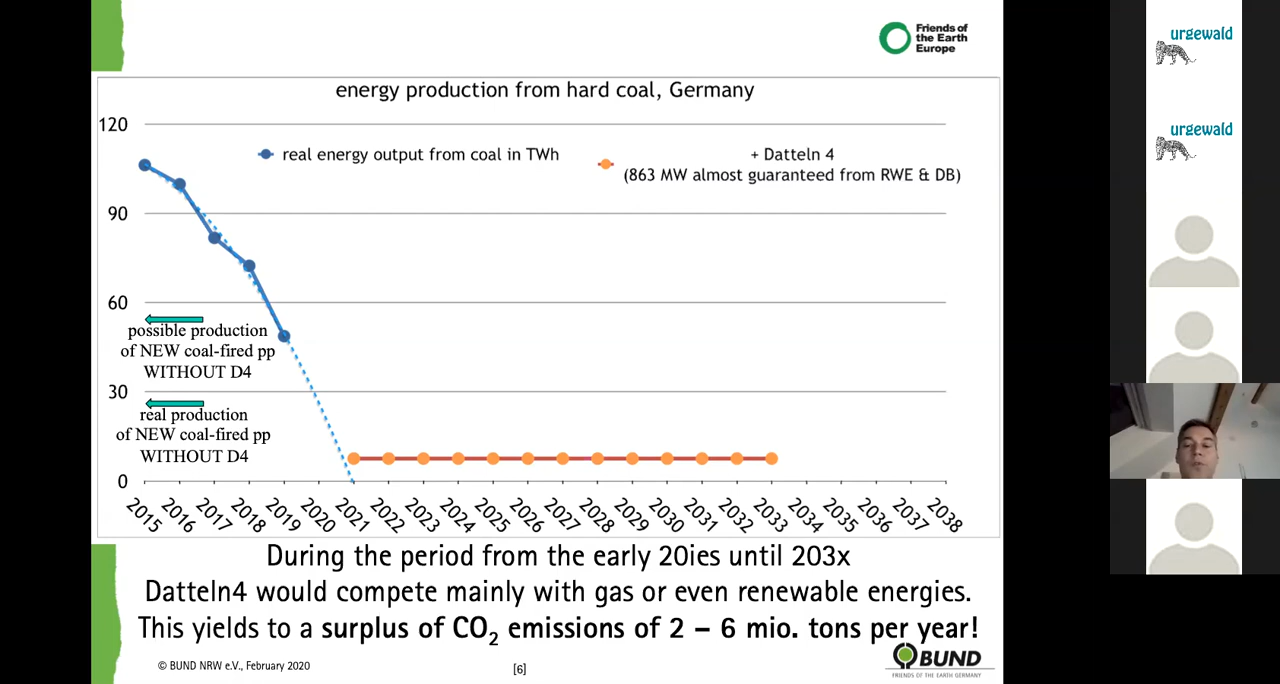 Friends of
the Earth
Europe
energy production from hard coal, Germany
120
90
60
30
0
real energy output from coal in TWh
+ Datteln 4
(863 MW almost guaranteed from RWE & DB)
possible production
of NEW coal-fired pp
WITHOUT D4
real production
of NEW coal-fired pp
WITHOUT D4
2015 2016 2017 2018 2019 2020 2021 2022 2023 2024 2025 2026 2027 2028 2029 2030 2031 2032 2033 2034 2035 2036 2037 2038
During the period from the early 20ies until 203x
Datteln4 would compete mainly with gas or even renewable energies.
This yields to a surplus of CO₂ emissions of 2 – 6 mio. tons per year!
© BUND NRW e.V., February 2020
[6]
BUND
FRIENDS OF THE EARTH GERMANY
urgewald
urgewald